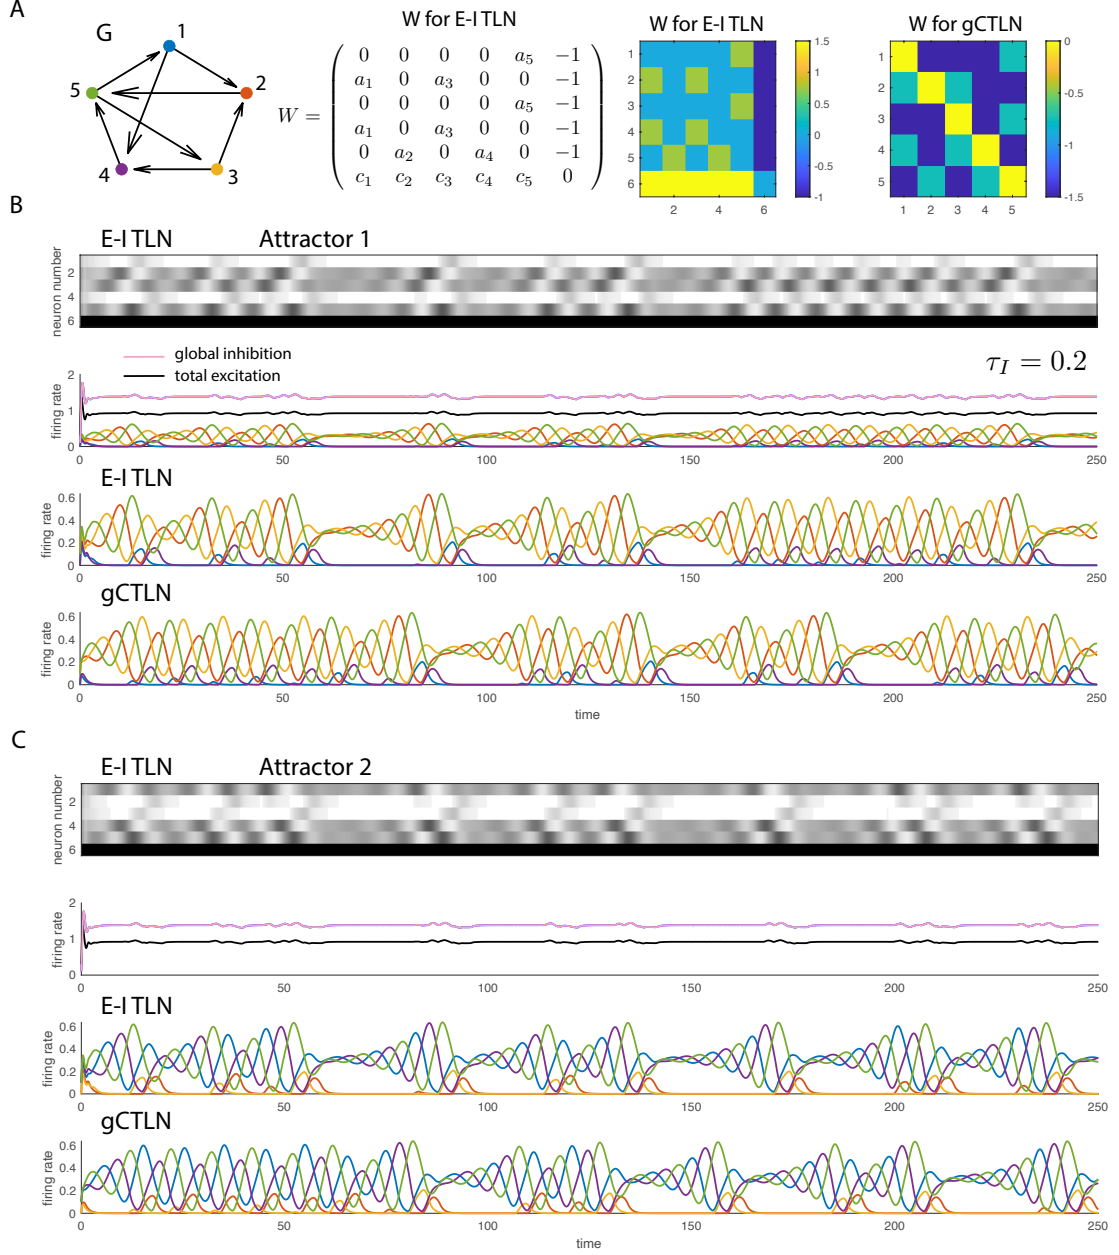 A
G
1
2
3
4
5
W for E-I TLN
W =
0 0 0 0 a5 −1
a1 0 a3 0 0 −1
0 0 0 0 a5 −1
a1 0 a3 0 0 −1
0 a2 0 a4 0 −1
c1 c2 c3 c4 c5 0
W for E-I TLN
1
2
3
4
5
6
2 4 6
1.5
1
0.5
0
-0.5
-1
W for gCTLN
1
2
3
4
5
1 2 3 4 5
0
-0.5
-1
-1.5
B
E-I TLN Attractor 1
neuron number
2
4
6
global inhibition
total excitation
τI = 0.2
firing rate
2
1
0
0 50 100 150 200 250
E-I TLN
firing rate
0.6
0.4
0.2
0
0 50 100 150 200 250
gCTLN
firing rate
0.6
0.4
0.2
0
0 50 100 150 200 250
time
C
E-I TLN Attractor 2
neuron number
2
4
6
firing rate
2
1
0
0 50 100 150 200 250
E-I TLN
firing rate
0.6
0.4
0.2
0
0 50 100 150 200 250
gCTLN
firing rate
0.6
0.4
0.2
0
0 50 100 150 200 250
time